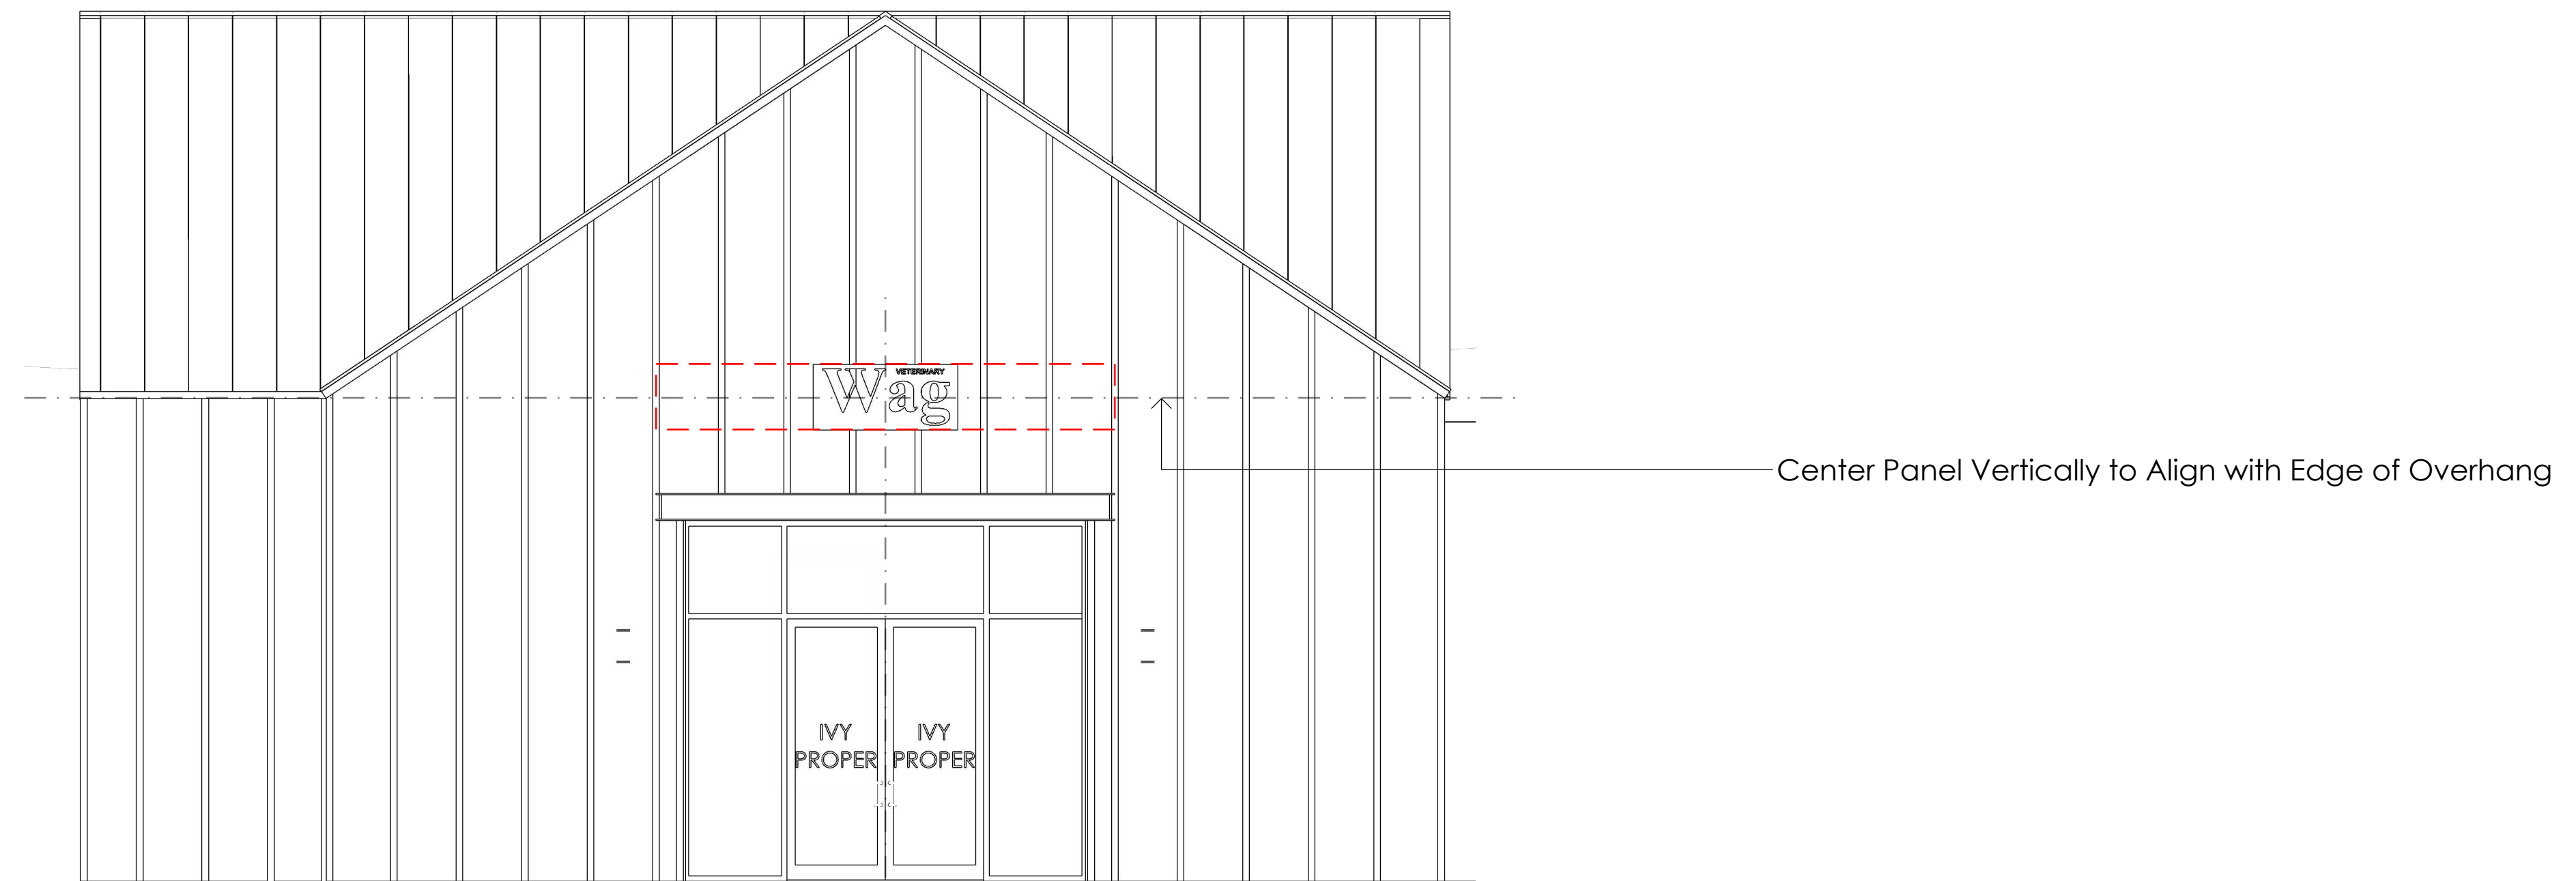 VETERINARY
Wag
Center Panel Vertically to Align with Edge of Overhang
IVY
PROPER
IVY
PROPER